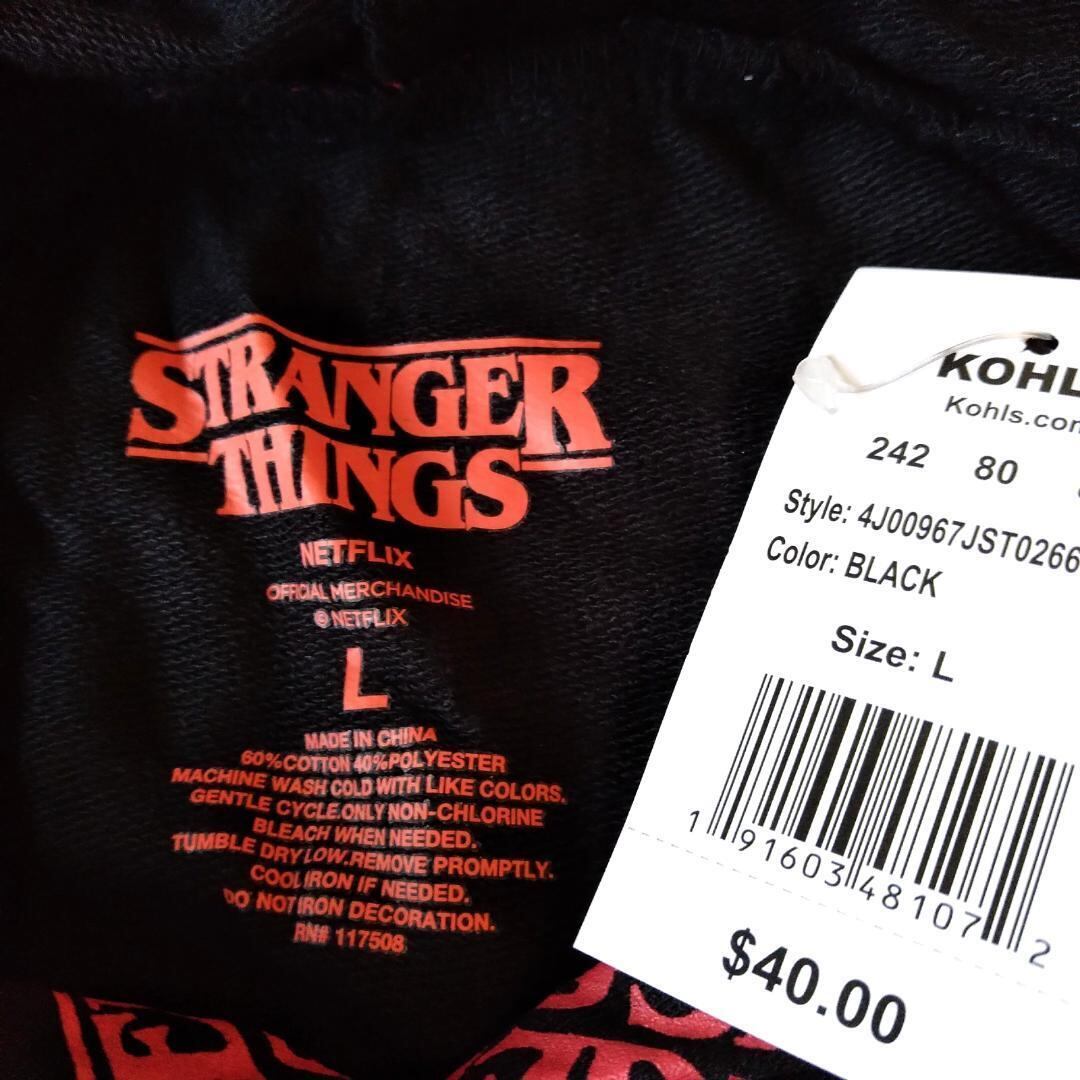 STRANGER
THINGS
NETFLIX
OFFICIAL MERCHANDISE
© NETFLIX
L
MADE IN CHINA
60%COTTON 40%POLYESTER
MACHINE WASH COLD WITH LIKE COLORS.
GENTLE CYCLE.ONLY NON-CHLORINE
BLEACH WHEN NEEDED.
TUMBLE DRY LOW.REMOVE PROMPTLY.
COOL IRON IF NEEDED.
DO NOT IRON DECORATION.
RN# 117508
KOHL
Kohls.com
242 80
Style: 4J00967JST0266
Color: BLACK
Size: L
1 91603 48107 2
$40.00